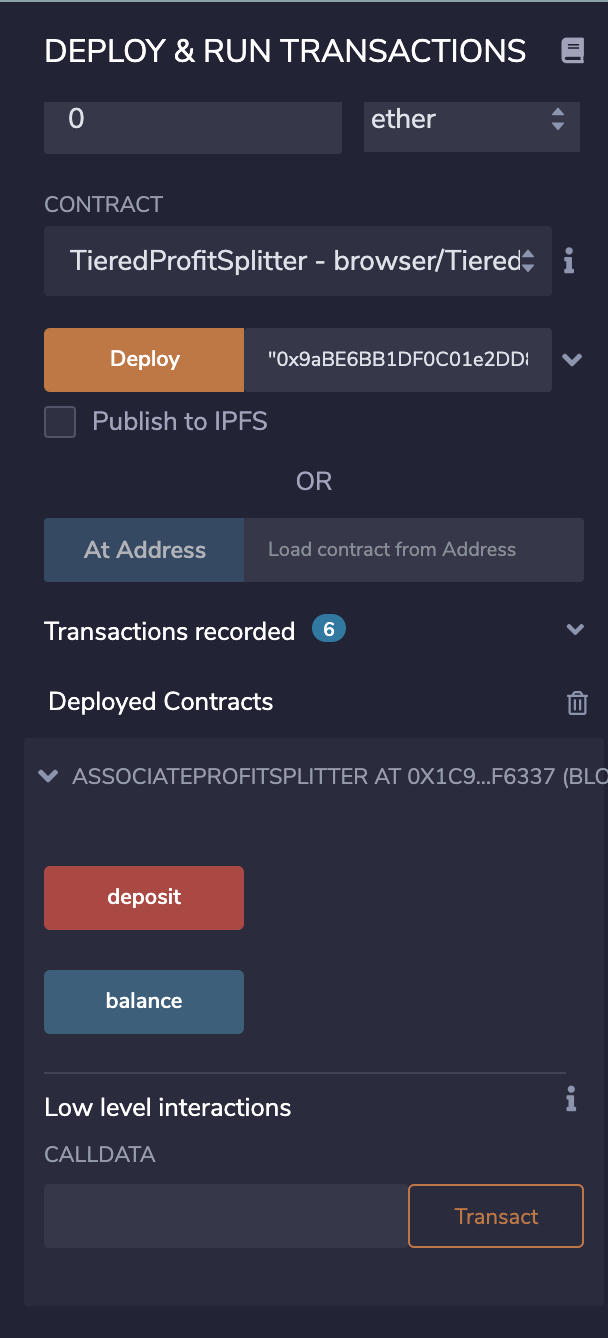 DEPLOY & RUN TRANSACTIONS
0 ether
CONTRACT
TieredProfitSplitter - browser/Tiered
Deploy "0x9aBE6BB1DF0C01e2DD
Publish to IPFS
OR
At Address Load contract from Address
Transactions recorded 6
Deployed Contracts
ASSOCIATEPROFITSPLITTER AT 0X1C9...F6337 (BLO
deposit
balance
Low level interactions
CALLDATA
Transact